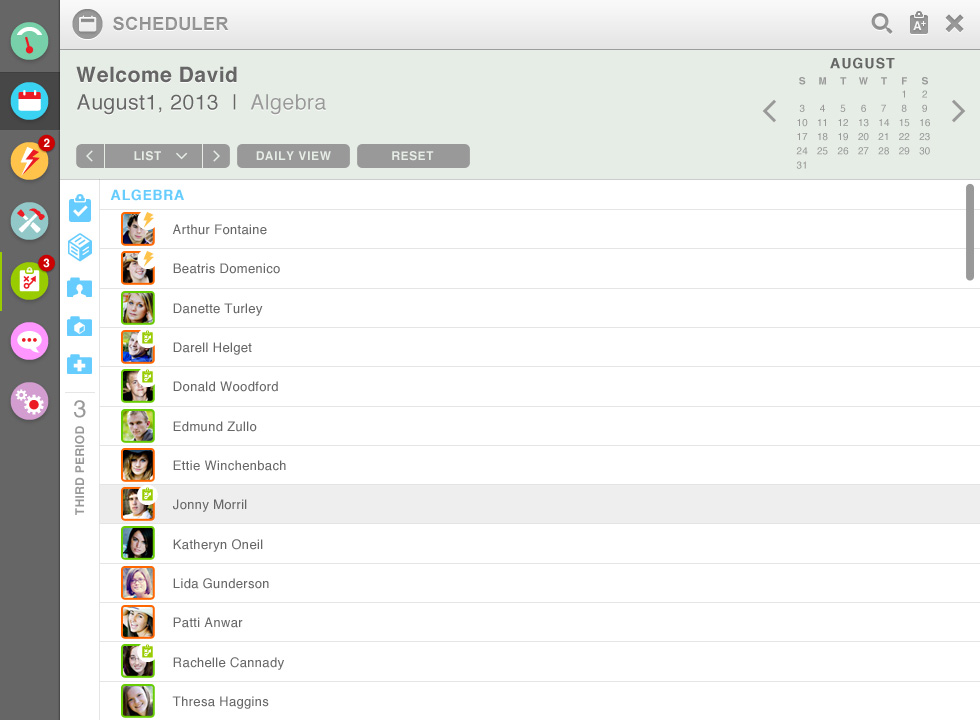 SCHEDULER
A+
Welcome David
August1, 2013 | Algebra
LIST
DAILY VIEW
RESET
AUGUST
S M T W T F S
1 2
3 4 5 6 7 8 9
10 11 12 13 14 15 16
17 18 19 20 21 22 23
24 25 26 27 28 29 30
31
2
3
3
THIRD PERIOD
ALGEBRA
Arthur Fontaine
Beatris Domenico
Danette Turley
Darell Helget
Donald Woodford
Edmund Zullo
Ettie Winchenbach
Jonny Morril
Katheryn Oneil
Lida Gunderson
Patti Anwar
Rachelle Cannady
Thresa Haggins